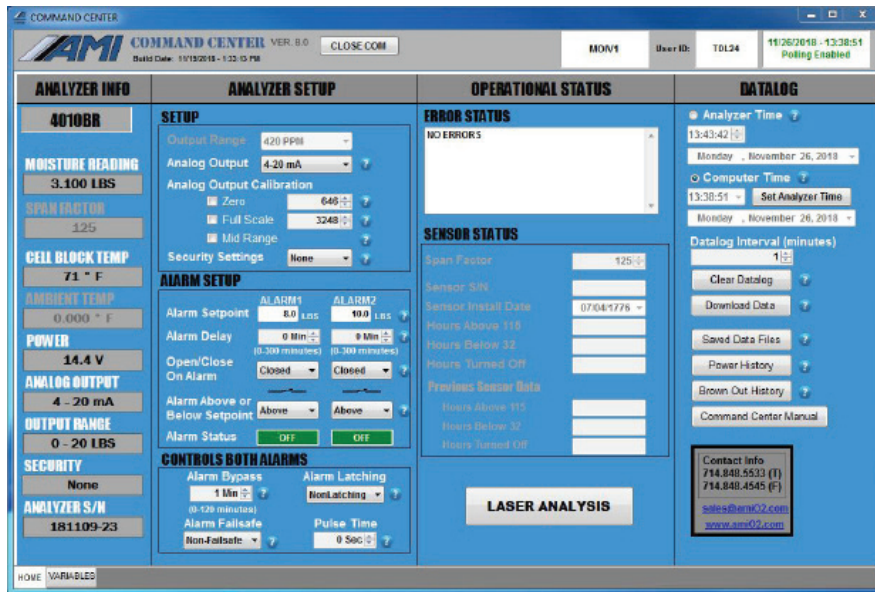 COMMAND CENTER
AMI COMMAND CENTER VER. 8.0
Build Date: 11/15/2018 - 1:33:13 PM
CLOSE COM
MON/1
User ID:
TDL24
11/26/2018 - 13:38:51
Polling Enabled
ANALYZER INFO
4010BR
MOISTURE READING
3.100 LBS
SPAN FACTOR
125
CELL BLOCK TEMP
71 ° F
AMBIENT TEMP
0.000 ° F
POWER
14.4 V
ANALOG OUTPUT
4 - 20 mA
OUTPUT RANGE
0 - 20 LBS
SECURITY
None
ANALYZER S/N
181109-23
ANALYZER SETUP
SETUP
Output Range 420 PPM
Analog Output 4-20 mA ?
Analog Output Calibration
Zero 646 ?
Full Scale 3248 ?
Mid Range ?
Security Settings None ?
ALARM SETUP
ALARM1 ALARM2
Alarm Setpoint 8.0 LBS 10.0 LBS ?
Alarm Delay 0 Min 0 Min ?
(0-300 minutes) (0-300 minutes)
Open/Close
On Alarm Closed Closed ?
Alarm Above or
Below Setpoint Above Above ?
Alarm Status OFF OFF
CONTROLS BOTH ALARMS
Alarm Bypass Alarm Latching
1 Min ? NonLatching ?
(0-120 minutes)
Alarm Failsafe Pulse Time
Non-Failsafe ? 0 Sec ?
OPERATIONAL STATUS
ERROR STATUS
NO ERRORS
SENSOR STATUS
Span Factor 125
Sensor S/N
Sensor Install Date 07/04/1776
Hours Above 115
Hours Below 32
Hours Turned Off
Previous Sensor Data
Hours Above 115
Hours Below 32
Hours Turned Off
LASER ANALYSIS
DATALOG
Analyzer Time ?
13:43:42
Monday , November 26, 2018
Computer Time ?
13:38:51 Set Analyzer Time
Monday , November 26, 2018
Datalog Interval (minutes)
1
Clear Datalog ?
Download Data ?
Saved Data Files ?
Power History ?
Brown Out History ?
Command Center Manual
Contact Info
714.848.5533 (T)
714.848.4545 (F)
sales@amiO2.com
www.amiO2.com
HOME VARIABLES